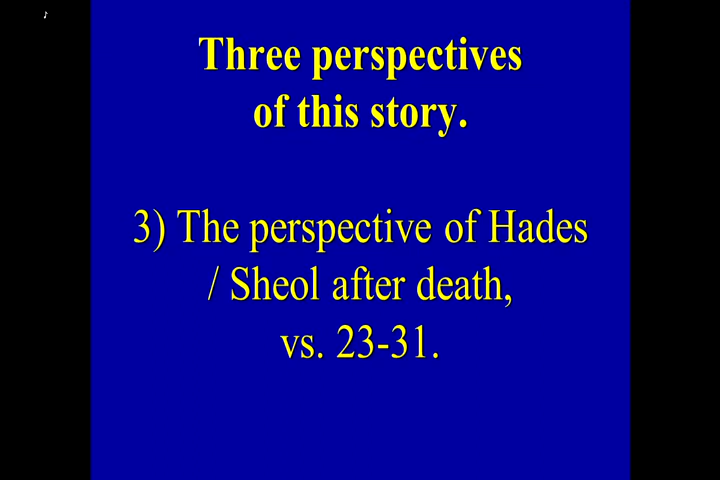 ♪
Three perspectives
of this story.
3) The perspective of Hades
/ Sheol after death,
vs. 23-31.